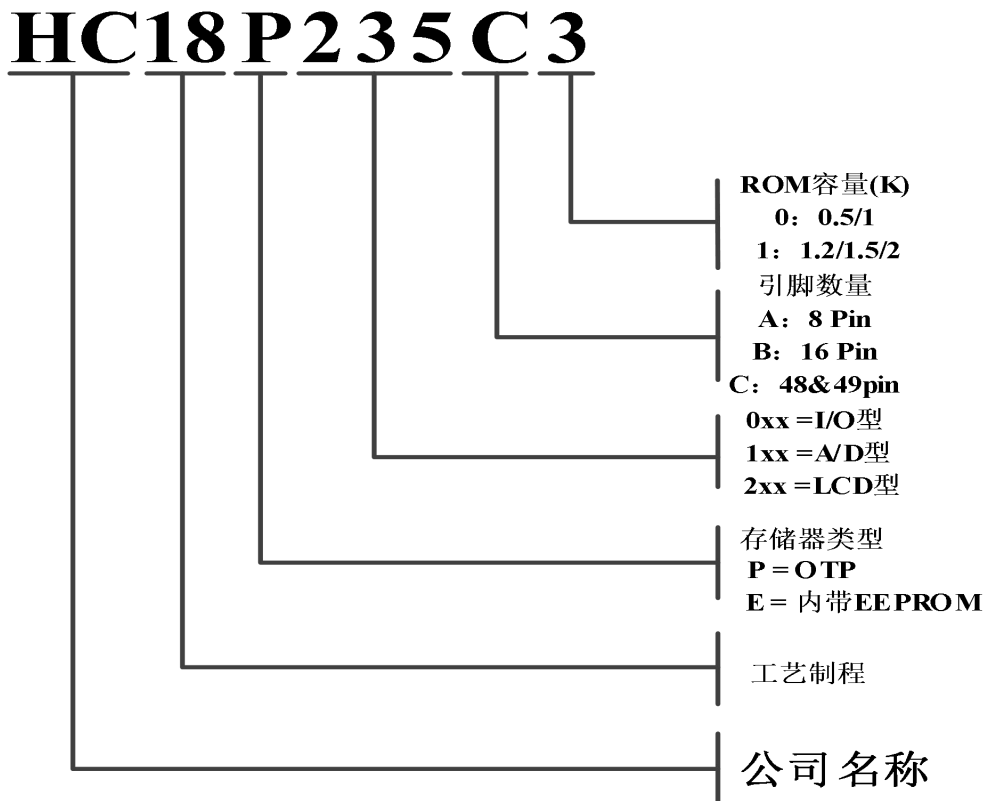 HC18P235C3
ROM容量(K)
0：0.5/1
1：1.2/1.5/2
引脚数量
A：8 Pin
B：16 Pin
C：48&49pin
0xx =I/O型
1xx =A/D型
2xx =LCD型
存储器类型
P = OTP
E = 内带EEPROM
工艺制程
公司名称